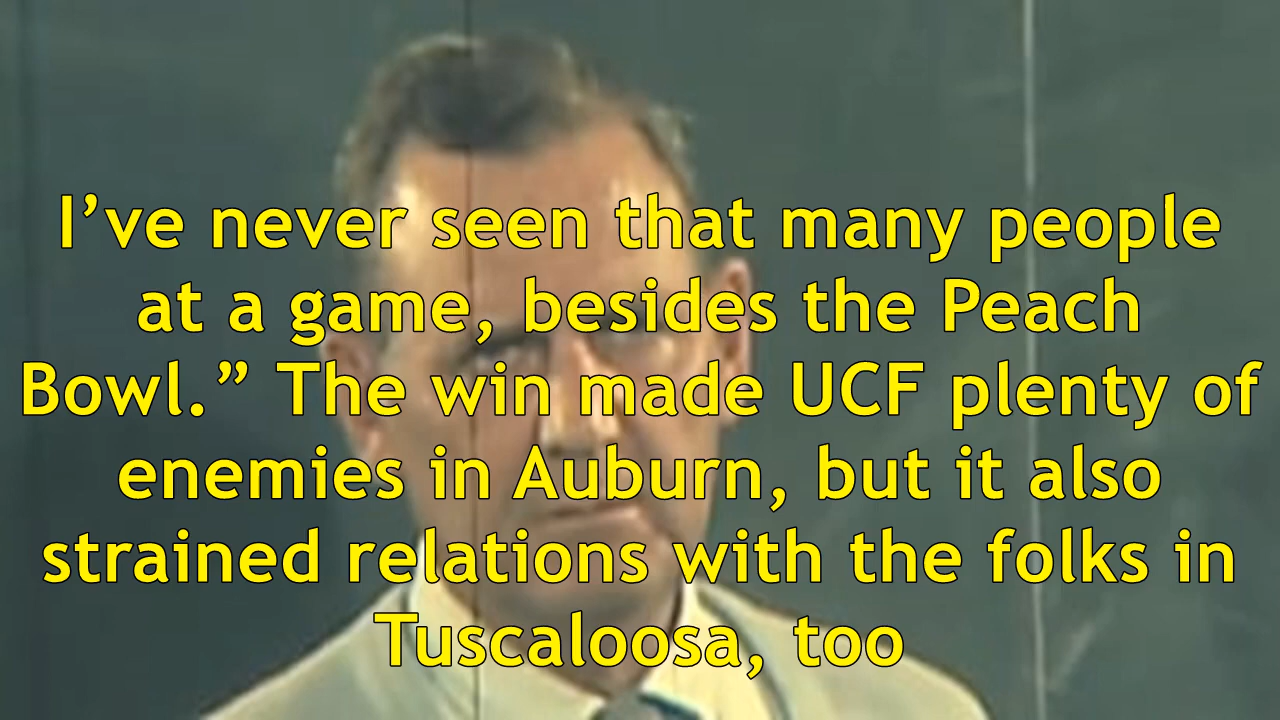 I’ve never seen that many people
at a game, besides the Peach
Bowl.” The win made UCF plenty of
enemies in Auburn, but it also
strained relations with the folks in
Tuscaloosa, too